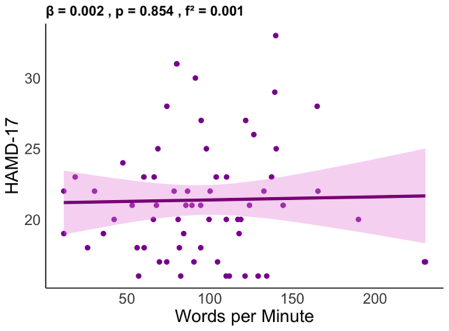 β = 0.002 , p = 0.854 , f² = 0.001
30
25
20
HAMD-17
50 100 150 200
Words per Minute